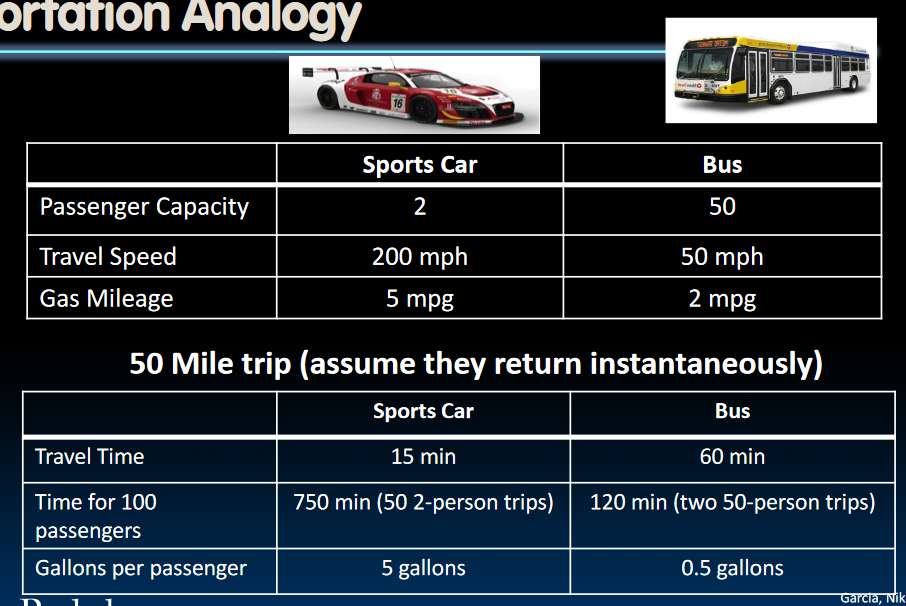 ortation Analogy
16
Sports Car Bus
Passenger Capacity 2 50
Travel Speed 200 mph 50 mph
Gas Mileage 5 mpg 2 mpg
50 Mile trip (assume they return instantaneously)
Sports Car Bus
Travel Time 15 min 60 min
Time for 100 750 min (50 2-person trips) 120 min (two 50-person trips)
passengers
Gallons per passenger 5 gallons 0.5 gallons
Garcia, Nik